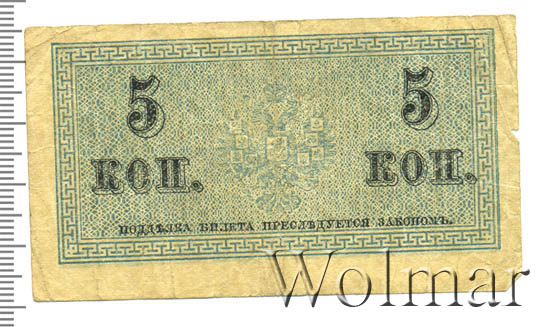 5 5
КОП. КОП.
ПОДДѢЛКА БИЛЕТА ПРЕСЛѢДУЕТСЯ ЗАКОНОМЪ.
Wolmar